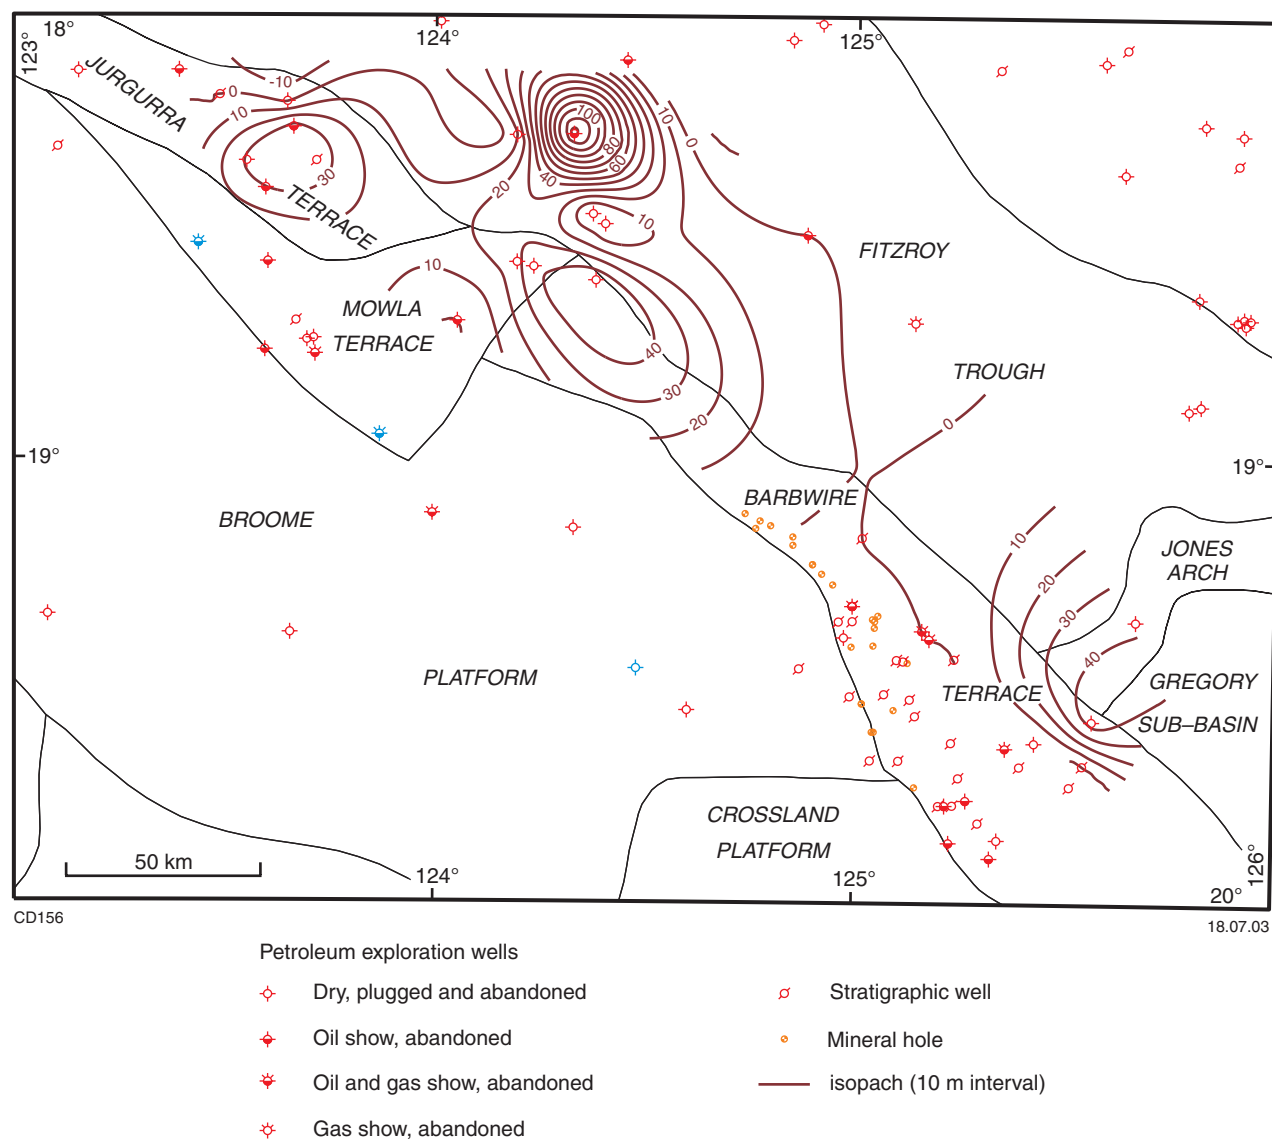 18°
123°
124°
125°
JURGURRA
TERRACE
-10
0
10
30
20
40
100
80
60
10
0
10
FITZROY
TROUGH
10
MOWLA
TERRACE
40
30
20
0
19°
19°
BARBWIRE
TERRACE
BROOME
PLATFORM
10
20
30
40
JONES
ARCH
GREGORY
SUB–BASIN
CROSSLAND
PLATFORM
50 km
124°
125°
126°
20°
CD156
18.07.03
Petroleum exploration wells
Dry, plugged and abandoned
Oil show, abandoned
Oil and gas show, abandoned
Gas show, abandoned
Stratigraphic well
Mineral hole
isopach (10 m interval)